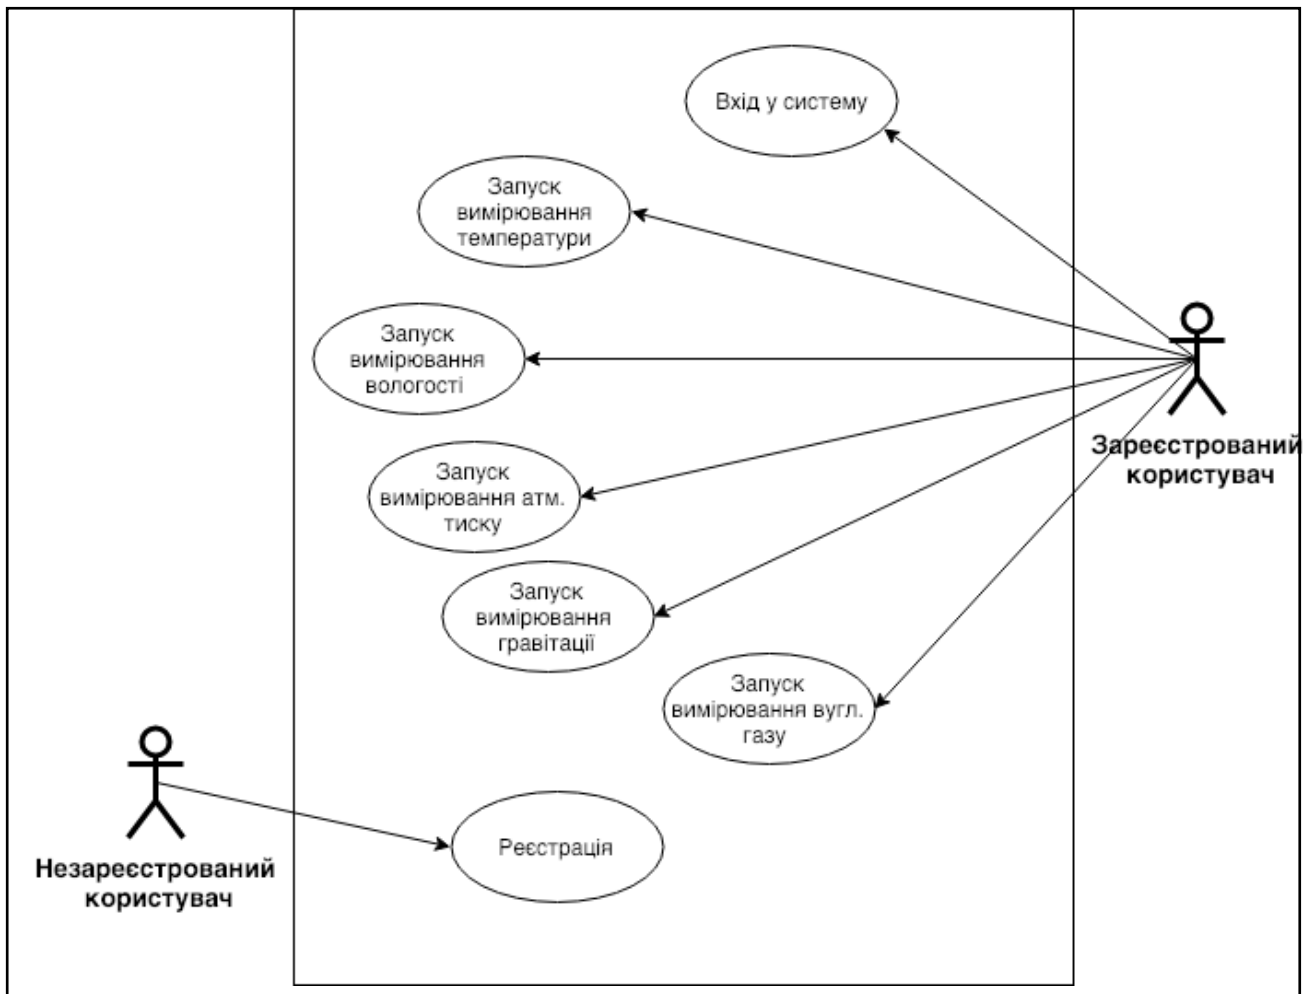 Вхід у систему
Запуск
вимірювання
температури
Запуск
вимірювання
вологості
Зареєстрований
користувач
Запуск
вимірювання атм.
тиску
Запуск
вимірювання
гравітації
Запуск
вимірювання вугл.
газу
Реєстрація
Незареєстрований
користувач